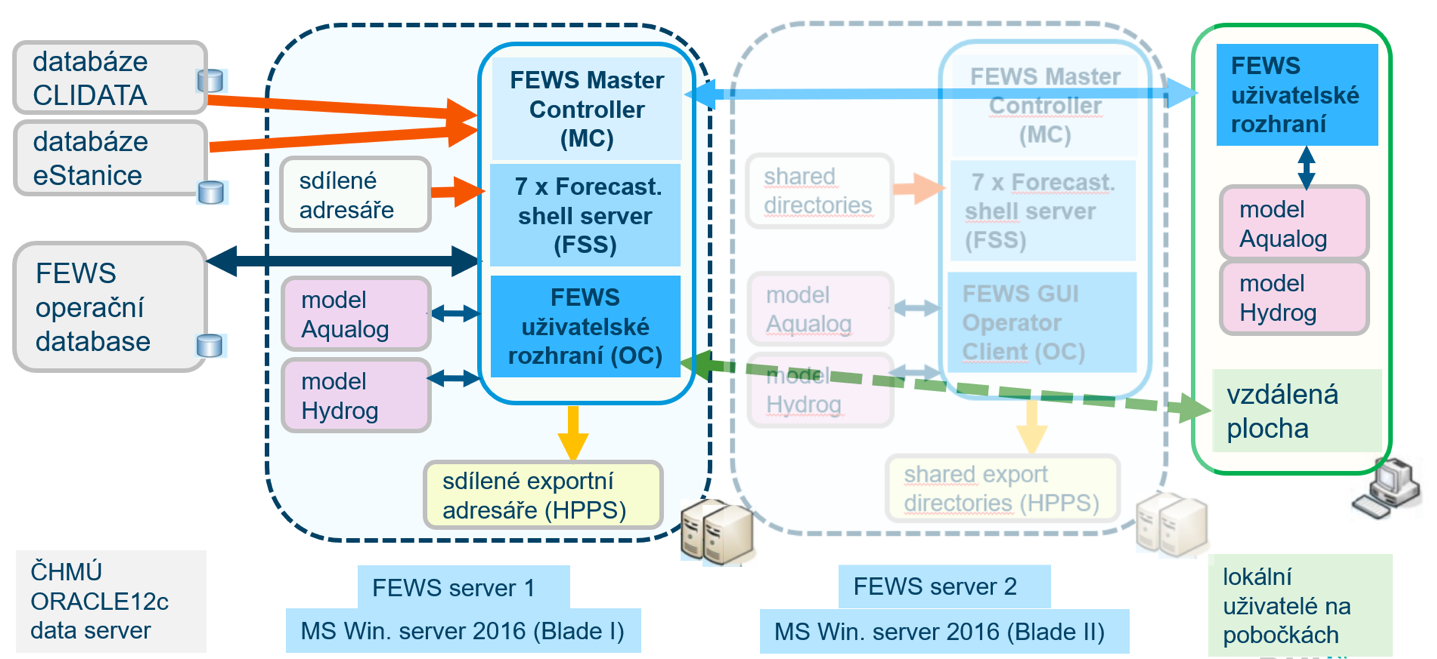 databáze
CLIDATA
databáze
eStanice
FEWS
operační
database
ČHMÚ
ORACLE12c
data server
FEWS Master
Controller
(MC)
sdílené
adresáře
7 x Forecast.
shell server
(FSS)
model
Aqualog
FEWS
uživatelské
rozhraní (OC)
model
Hydrog
sdílené exportní
adresáře (HPPS)
FEWS server 1
MS Win. server 2016 (Blade I)
FEWS Master
Controller
(MC)
shared
directories
7 x Forecast.
shell server
(FSS)
model
Aqualog
FEWS GUI
Operator
Client (OC)
model
Hydrog
shared export
directories (HPPS)
FEWS server 2
MS Win. server 2016 (Blade II)
FEWS
uživatelské
rozhraní
model
Aqualog
model
Hydrog
vzdálená
plocha
lokální
uživatelé na
pobočkách